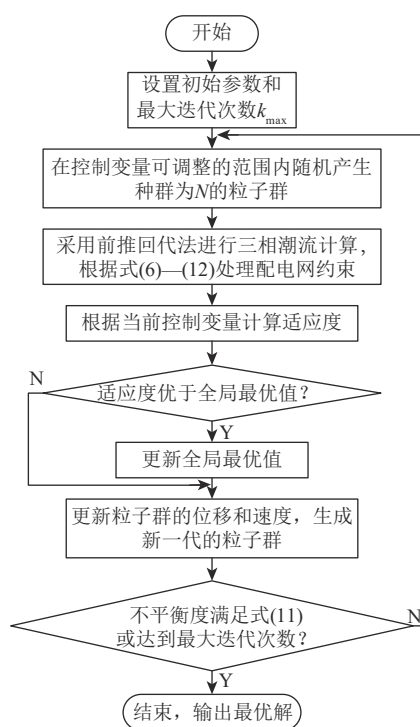 开始
设置初始参数和
最大迭代次数kmax
在控制变量可调整的范围内随机产生
种群为N的粒子群
采用前推回代法进行三相潮流计算，
根据式(6)—(12)处理配电网约束
根据当前控制变量计算适应度
N
适应度优于全局最优值？
Y
更新全局最优值
更新粒子群的位移和速度，生成
新一代的粒子群
不平衡度满足式(11)
或达到最大迭代次数？
N
Y
结束，输出最优解